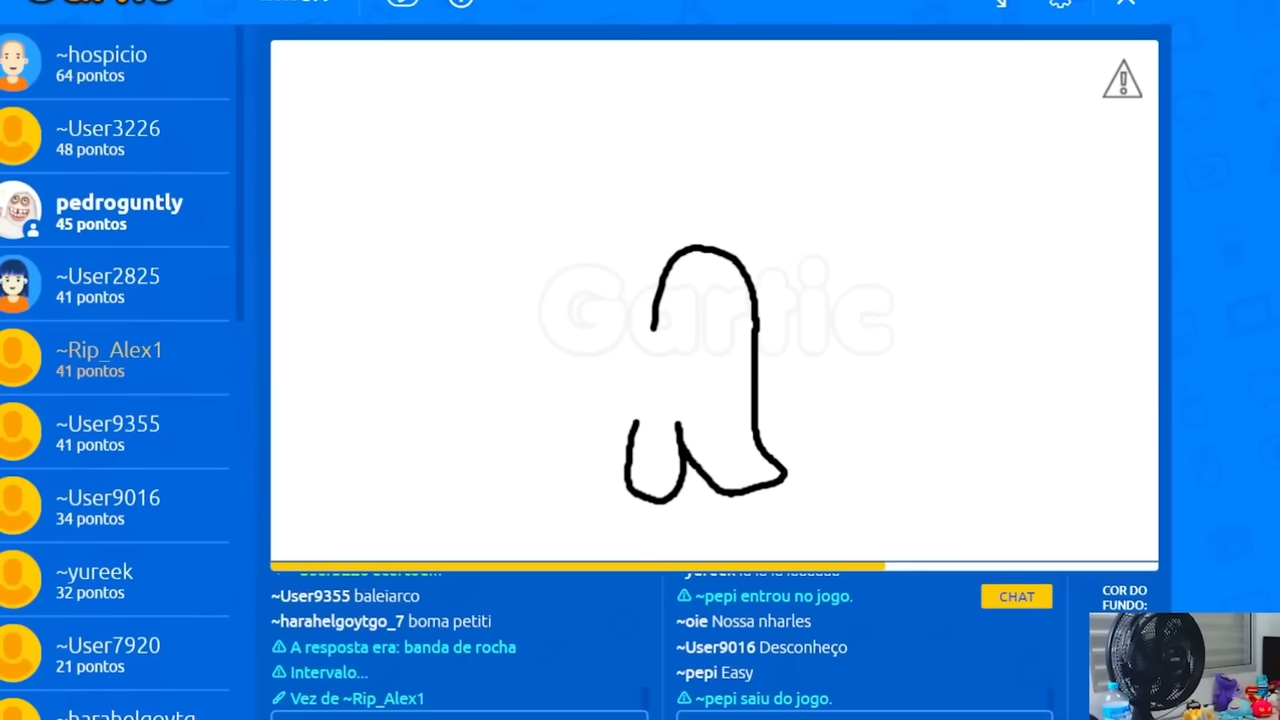 ~hospicio
64 pontos
~User3226
48 pontos
pedroguntly
45 pontos
~User2825
41 pontos
~Rip_Alex1
41 pontos
~User9355
41 pontos
~User9016
34 pontos
~yureek
32 pontos
~User7920
21 pontos
Gartic
~User9355 baleiarco
~harahelgoytgo_7 boma petiti
A resposta era: banda de rocha
Intervalo...
Vez de ~Rip_Alex1
~pepi entrou no jogo.
~oie Nossa nharles
~User9016 Desconheço
~pepi Easy
~pepi saiu do jogo.
CHAT
COR DO
FUNDO: